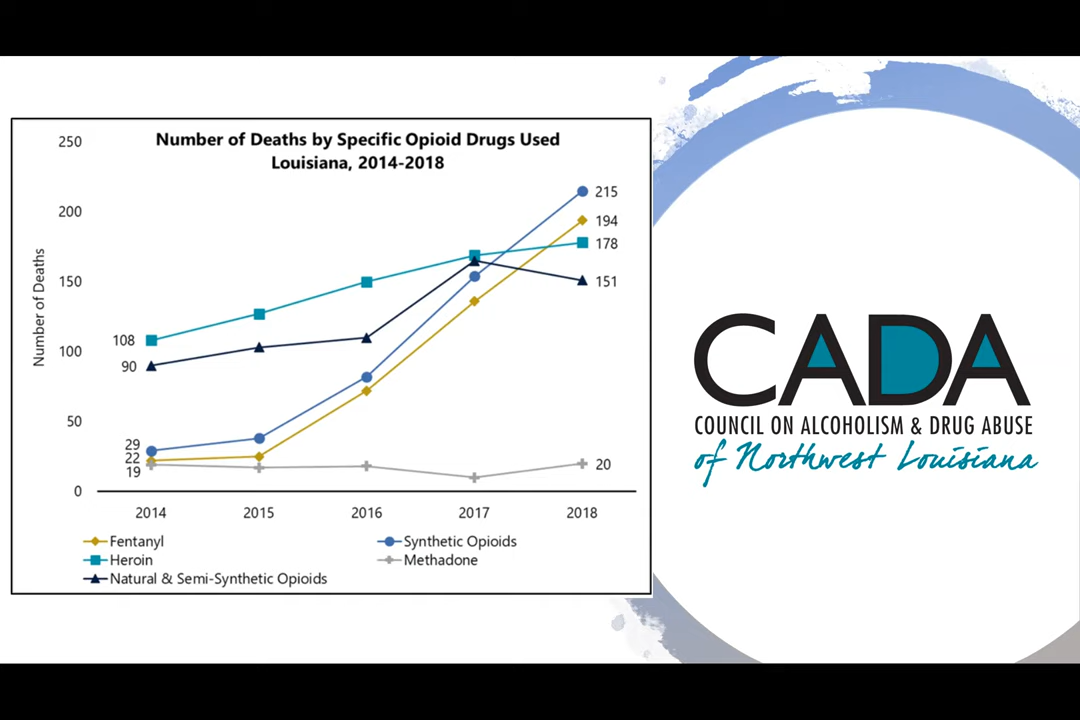 Number of Deaths by Specific Opioid Drugs Used
Louisiana, 2014-2018
Number of Deaths
250
200
150
100
50
0
108
90
29
22
19
215
194
178
151
20
2014 2015 2016 2017 2018
Fentanyl Synthetic Opioids
Heroin Methadone
Natural & Semi-Synthetic Opioids
CADA
COUNCIL ON ALCOHOLISM & DRUG ABUSE
of Northwest Louisiana